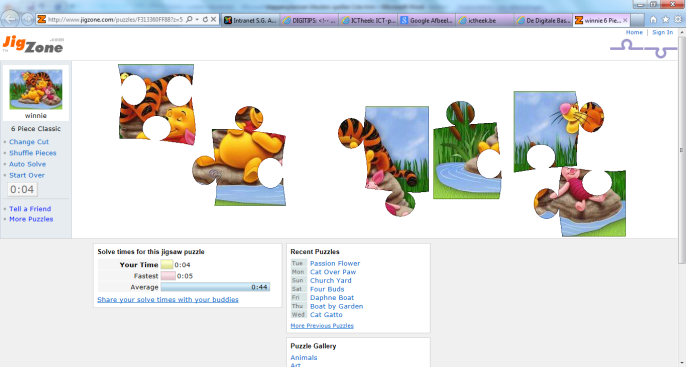 http://www.jigzone.com/puzzles/F313360FF88?z=5
Intranet S.G. A...
DIGITIPS: <!-- ...
ICTheek: ICT-p...
Google Afbeel...
ictheek.be
De Digitale Bas...
winnie 6 Pie...
Home | Sign In
JigZone .com
winnie
6 Piece Classic
Change Cut
Shuffle Pieces
Auto Solve
Start Over
0:04
Tell a Friend
More Puzzles
Solve times for this jigsaw puzzle
Your Time 0:04
Fastest 0:05
Average 0:44
Share your solve times with your buddies
Recent Puzzles
Tue Passion Flower
Mon Cat Over Paw
Sun Church Yard
Sat Four Buds
Fri Daphne Boat
Thu Boat by Garden
Wed Cat Gatto
More Previous Puzzles
Puzzle Gallery
Animals
Art